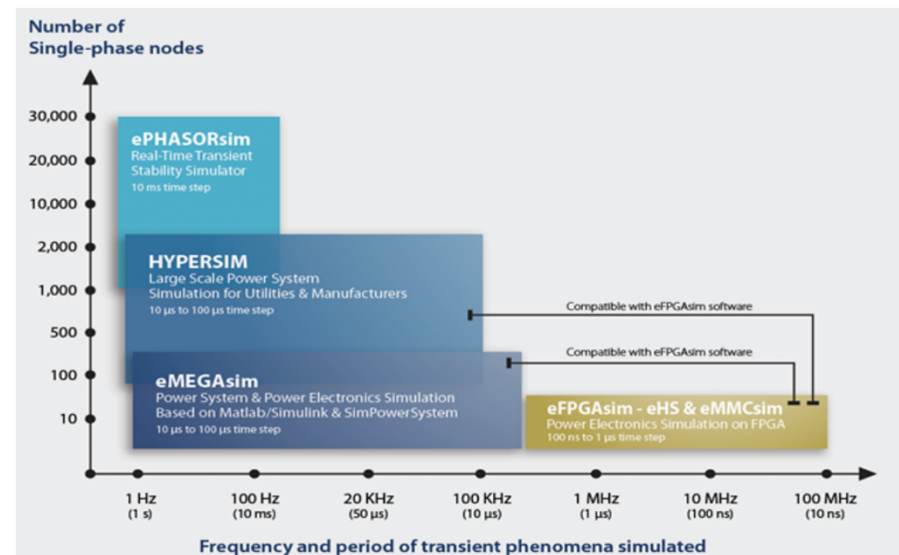 Number of
Single-phase nodes
30,000
20,000
10,000
2,000
1,000
500
100
10
ePHASORsim
Real-Time Transient
Stability Simulator
10 ms time step
HYPERSIM
Large Scale Power System
Simulation for Utilities & Manufacturers
10 µs to 100 µs time step
Compatible with eFPGAsim software
Compatible with eFPGAsim software
eMEGAsim
Power System & Power Electronics Simulation
Based on Matlab/Simulink & SimPowerSystem
10 µs to 100 µs time step
eFPGAsim - eHS & eMMCsim
Power Electronics Simulation on FPGA
100 ns to 1 µs time step
1 Hz
(1 s)
100 Hz
(10 ms)
20 KHz
(50 µs)
100 KHz
(10 µs)
1 MHz
(1 µs)
10 MHz
(100 ns)
100 MHz
(10 ns)
Frequency and period of transient phenomena simulated